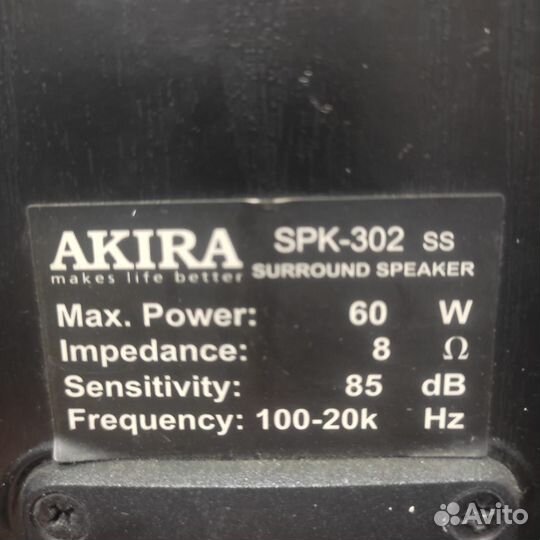 AKIRA SPK-302 SS
makes life better SURROUND SPEAKER
Max. Power: 60 W
Impedance: 8 Ω
Sensitivity: 85 dB
Frequency: 100-20k Hz
Avito